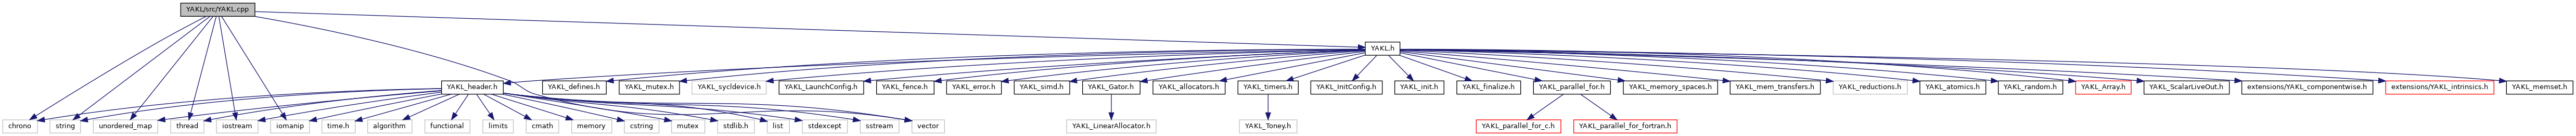 YAKL/src/YAKL.cpp
YAKL.h
YAKL_header.h YAKL_defines.h YAKL_mutex.h YAKL_sycldevice.h YAKL_LaunchConfig.h YAKL_fence.h YAKL_error.h YAKL_simd.h YAKL_Gator.h YAKL_allocators.h YAKL_timers.h YAKL_InitConfig.h YAKL_init.h YAKL_finalize.h YAKL_parallel_for.h YAKL_memory_spaces.h YAKL_mem_transfers.h YAKL_reductions.h YAKL_atomics.h YAKL_random.h YAKL_Array.h YAKL_ScalarLiveOut.h extensions/YAKL_componentwise.h extensions/YAKL_intrinsics.h YAKL_memset.h
chrono string unordered_map thread iostream iomanip time.h algorithm functional limits cmath memory cstring mutex stdlib.h list stdexcept sstream vector YAKL_LinearAllocator.h YAKL_Toney.h YAKL_parallel_for_c.h YAKL_parallel_for_fortran.h